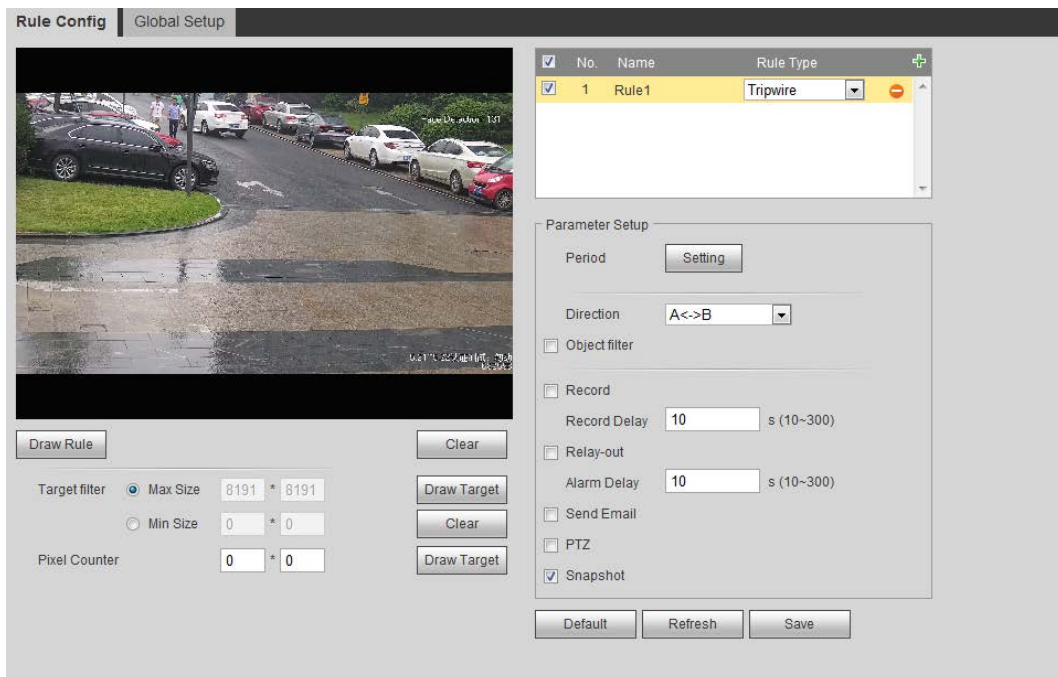 Rule Config Global Setup
No. Name Rule Type
1 Rule1 Tripwire
Face Detection 131
Parameter Setup
Period Setting
Direction A<->B
Object filter
Record
Record Delay 10 s (10~300)
Relay-out
Alarm Delay 10 s (10~300)
Send Email
PTZ
Snapshot
Default Refresh Save
Draw Rule Clear
Target filter Max Size 8191 * 8191 Draw Target
Min Size 0 * 0 Clear
Pixel Counter 0 * 0 Draw Target